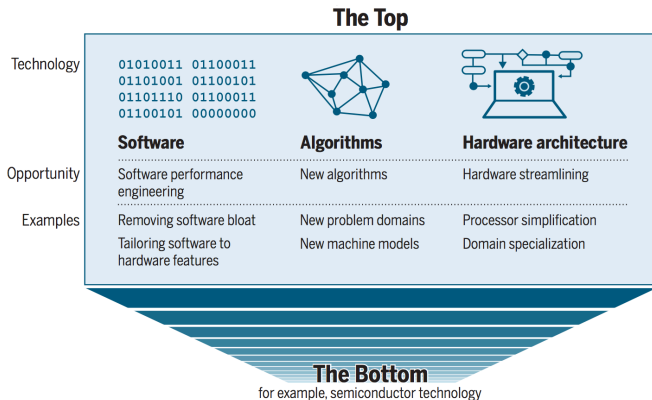 The Top
Technology
01010011 01100011
01101001 01100101
01101110 01100011
01100101 00000000
Software
Algorithms
Hardware architecture
Opportunity
Software performance
engineering
New algorithms
Hardware streamlining
Examples
Removing software bloat
New problem domains
Processor simplification
Tailoring software to
hardware features
New machine models
Domain specialization
The Bottom
for example, semiconductor technology